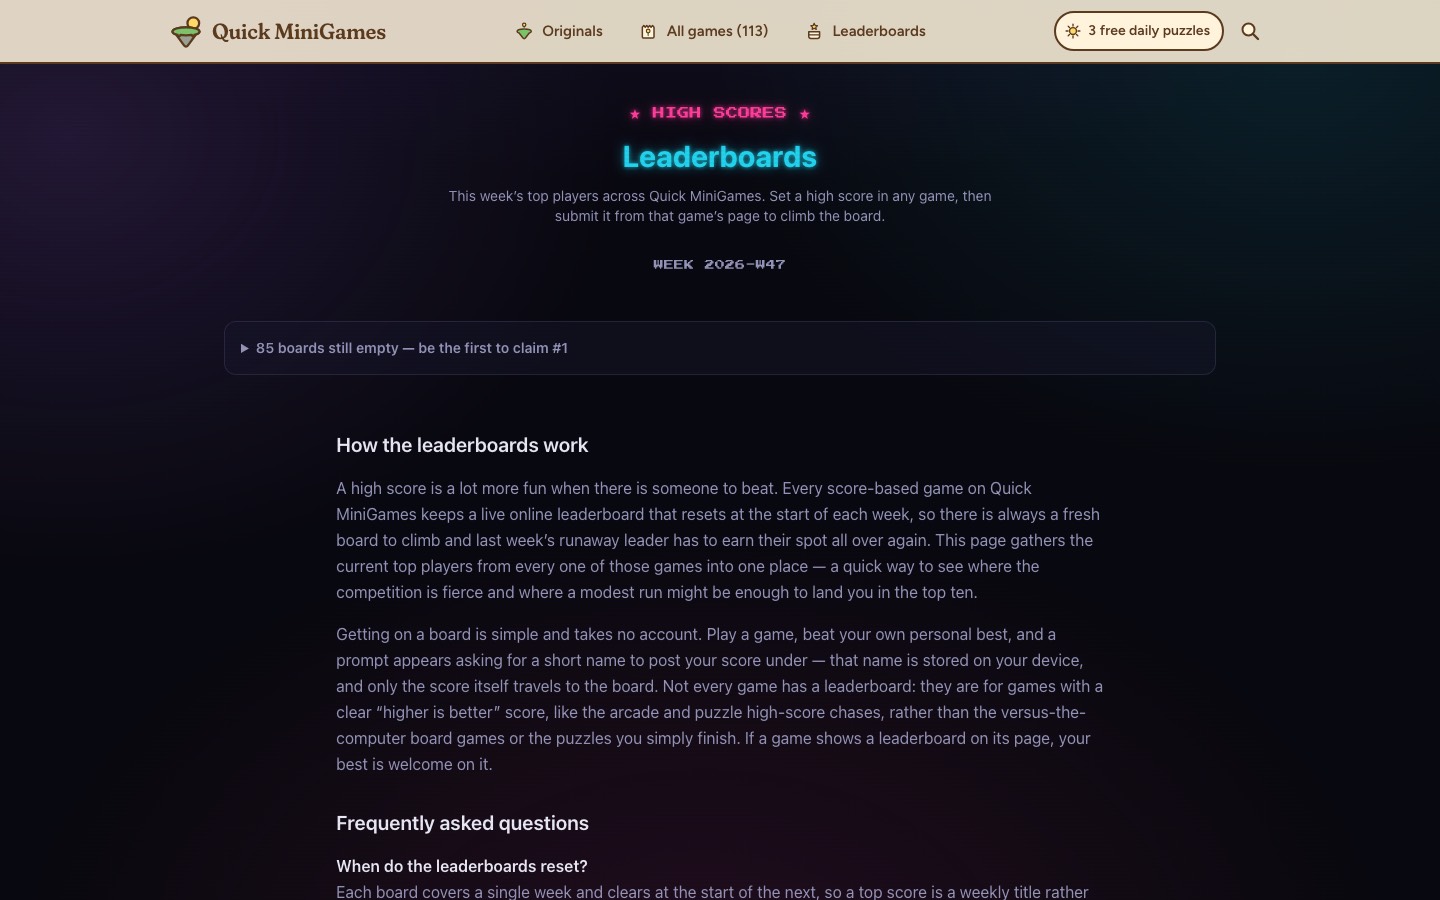 Quick MiniGames
Originals
All games (113)
Leaderboards
3 free daily puzzles
★ HIGH SCORES ★
Leaderboards
This week’s top players across Quick MiniGames. Set a high score in any game, then
submit it from that game’s page to climb the board.
WEEK 2026-W47
▶ 85 boards still empty — be the first to claim #1
How the leaderboards work
A high score is a lot more fun when there is someone to beat. Every score-based game on Quick
MiniGames keeps a live online leaderboard that resets at the start of each week, so there is always a fresh
board to climb and last week’s runaway leader has to earn their spot all over again. This page gathers the
current top players from every one of those games into one place — a quick way to see where the
competition is fierce and where a modest run might be enough to land you in the top ten.
Getting on a board is simple and takes no account. Play a game, beat your own personal best, and a
prompt appears asking for a short name to post your score under — that name is stored on your device,
and only the score itself travels to the board. Not every game has a leaderboard: they are for games with a
clear “higher is better” score, like the arcade and puzzle high-score chases, rather than the versus-the-
computer board games or the puzzles you simply finish. If a game shows a leaderboard on its page, your
best is welcome on it.
Frequently asked questions
When do the leaderboards reset?
Each board covers a single week and clears at the start of the next, so a top score is a weekly title rather